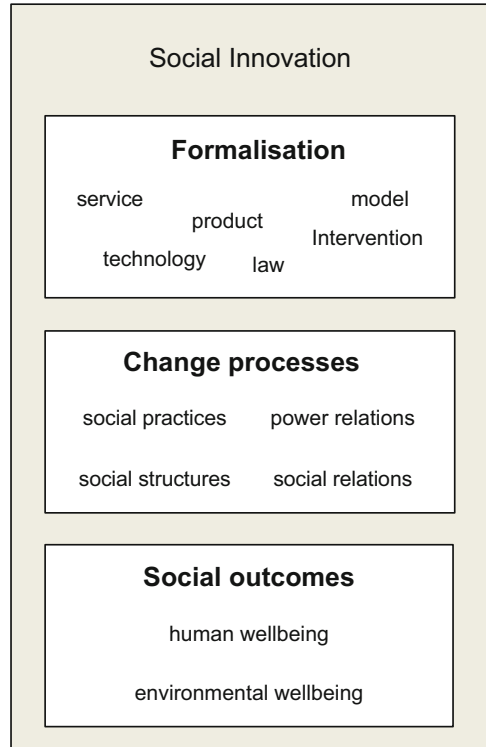 Social Innovation
Formalisation
service
model
product
Intervention
technology
law
Change processes
social practices power relations
social structures social relations
Social outcomes
human wellbeing
environmental wellbeing